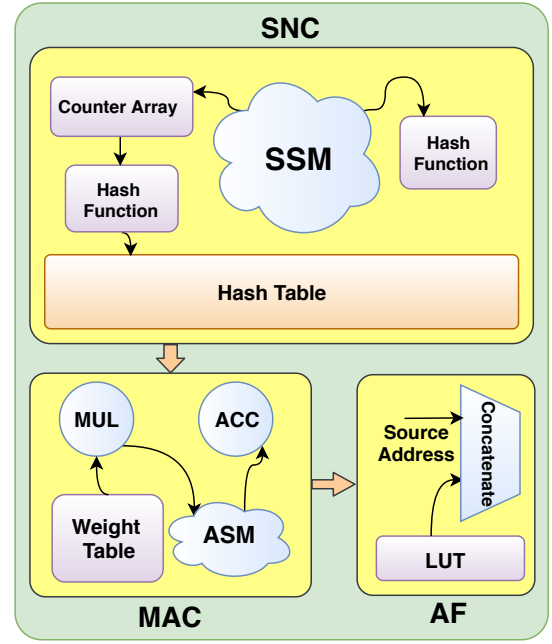 SNC
Counter Array
SSM
Hash
Function
Hash
Function
Hash Table
MUL
ACC
Weight
Table
ASM
MAC
Source
Address
Concatenate
LUT
AF